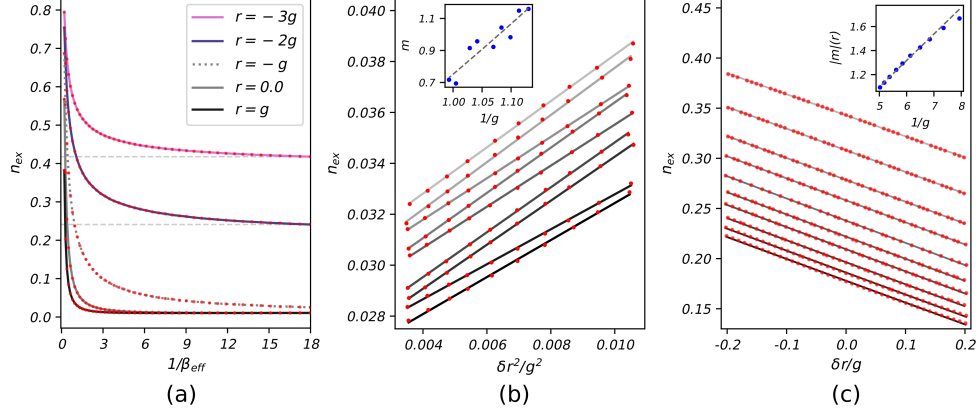 0.8
0.7
0.6
0.5
0.4
0.3
0.2
0.1
0.0
n_ex
r = − 3g
r = − 2g
r = − g
r = 0.0
r = g
0 3 6 9 12 15 18
1/β_eff
(a)
0.040
0.038
0.036
0.034
0.032
0.030
0.028
n_ex
1.1
0.9
0.7
m
1.00 1.05 1.10
1/g
0.004 0.006 0.008 0.010
δr²/g²
(b)
0.45
0.40
0.35
0.30
0.25
0.20
0.15
n_ex
1.6
1.4
1.2
|m|(r)
5 6 7 8
1/g
-0.2 -0.1 0.0 0.1 0.2
δr/g
(c)